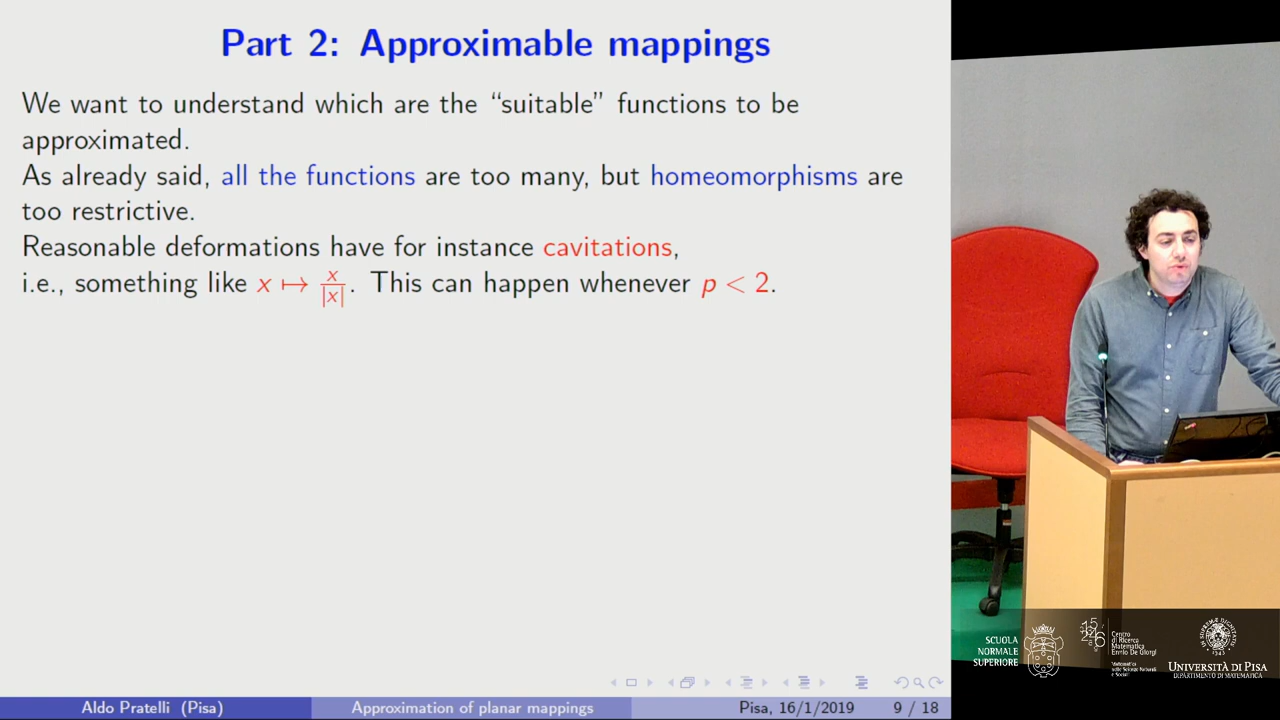 Part 2: Approximable mappings
We want to understand which are the “suitable” functions to be
approximated.
As already said, all the functions are too many, but homeomorphisms are
too restrictive.
Reasonable deformations have for instance cavitations,
i.e., something like x ↦ x/|x|. This can happen whenever p < 2.
Aldo Pratelli (Pisa) Approximation of planar mappings Pisa, 16/1/2019 9 / 18
SCUOLA
NORMALE
SUPERIORE
Centro
di Ricerca
Matematica
Ennio De Giorgi
UNIVERSITÀ DI PISA
DIPARTIMENTO DI MATEMATICA